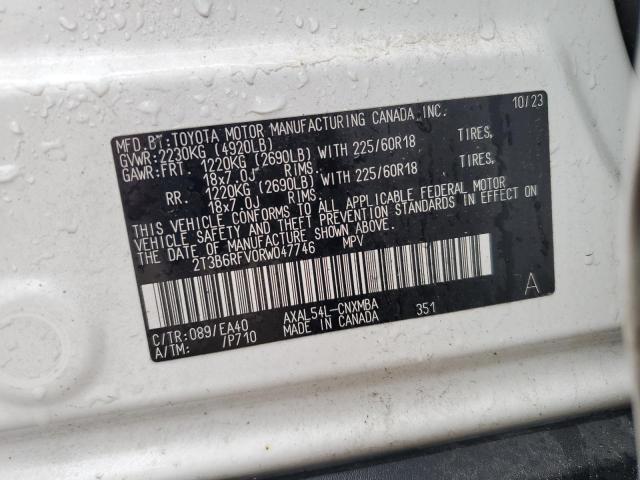 10/23
MFD.BY:TOYOTA MOTOR MANUFACTURING CANADA,INC.
GVWR:2230KG (4920LB)
GAWR:FRT. 1220KG (2690LB) WITH 225/60R18 TIRES,
18x7.0J RIMS.
RR. 1220KG (2690LB) WITH 225/60R18 TIRES,
18x7.0J RIMS.
THIS VEHICLE CONFORMS TO ALL APPLICABLE FEDERAL MOTOR
VEHICLE SAFETY AND THEFT PREVENTION STANDARDS IN EFFECT ON
THE DATE OF MANUFACTURE SHOWN ABOVE.
2T3B6RFV0RW047746 MPV
C/TR:089/EA40 AXAL54L-CNXMBA 351 A
A/TM: /P710 MADE IN CANADA